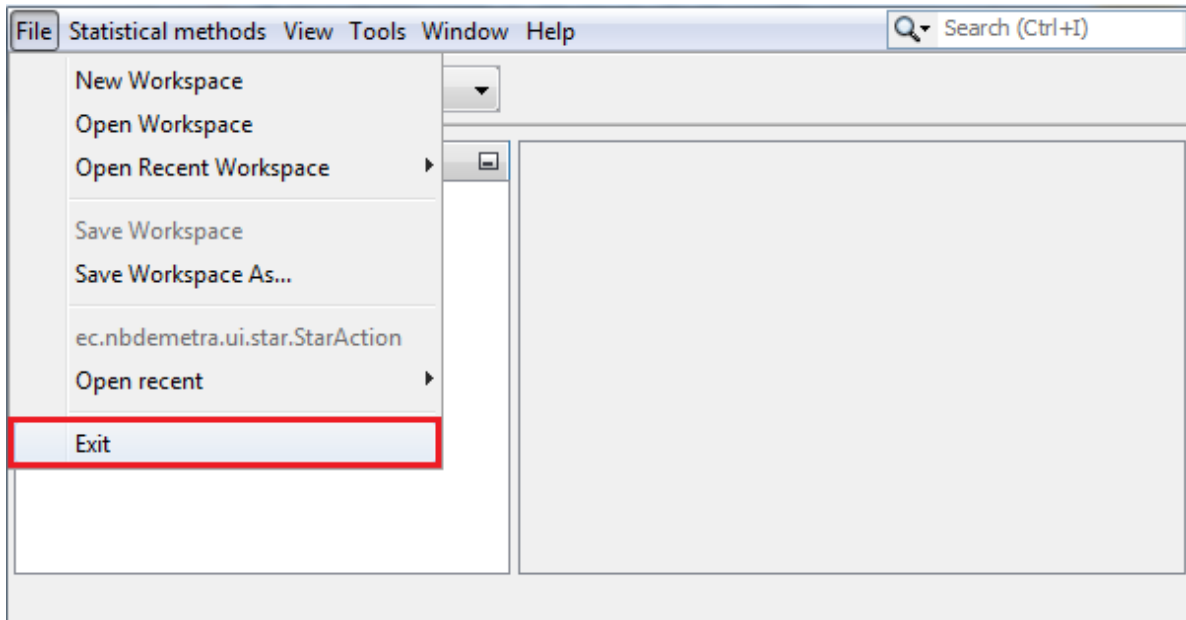 File Statistical methods View Tools Window Help Search (Ctrl+I)
New Workspace
Open Workspace
Open Recent Workspace
Save Workspace
Save Workspace As...
ec.nbdemetra.ui.star.StarAction
Open recent
Exit